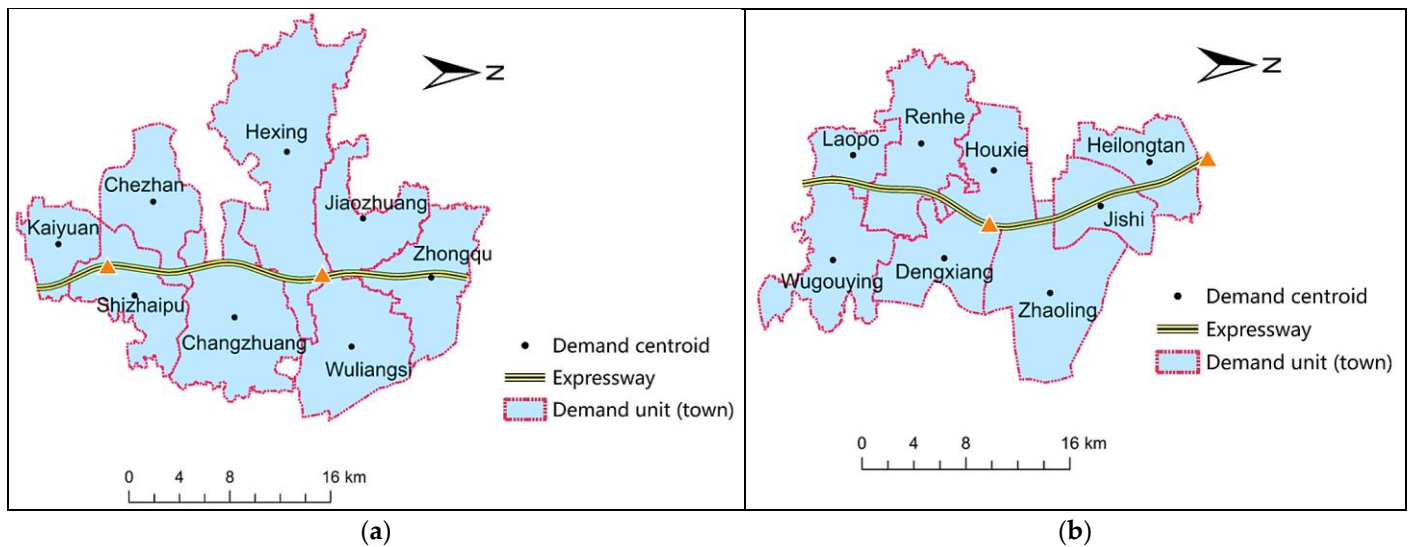 N
Hexing
Chezhan
Jiaozhuang
Kaiyuan
Zhongqu
Shizhaipu
Changzhuang
Wuliangsi
Demand centroid
Expressway
Demand unit (town)
0 4 8 16 km
(a)
N
Renhe
Laopo
Houxie
Heilongtan
Jishi
Wugouying
Dengxiang
Zhaoling
Demand centroid
Expressway
Demand unit (town)
0 4 8 16 km
(b)